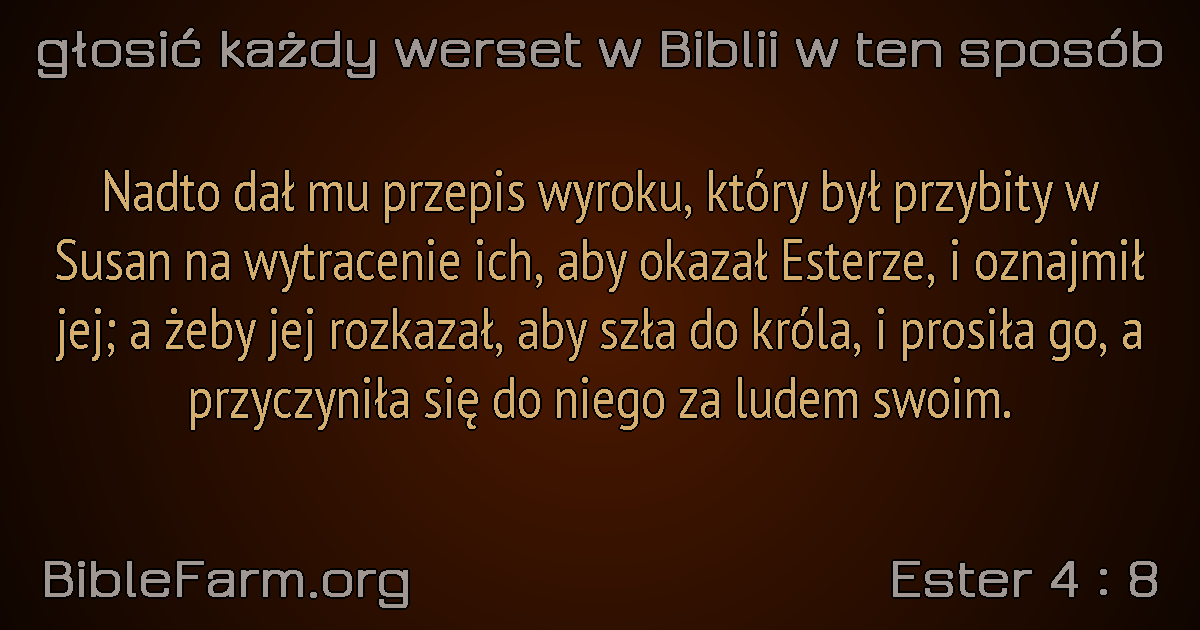 głosić każdy werset w Biblii w ten sposób
Nadto dał mu przepis wyroku, który był przybity w
Susan na wytracenie ich, aby okazał Esterze, i oznajmił
jej; a żeby jej rozkazał, aby szła do króla, i prosiła go, a
przyczyniła się do niego za ludem swoim.
BibleFarm.org
Ester 4 : 8